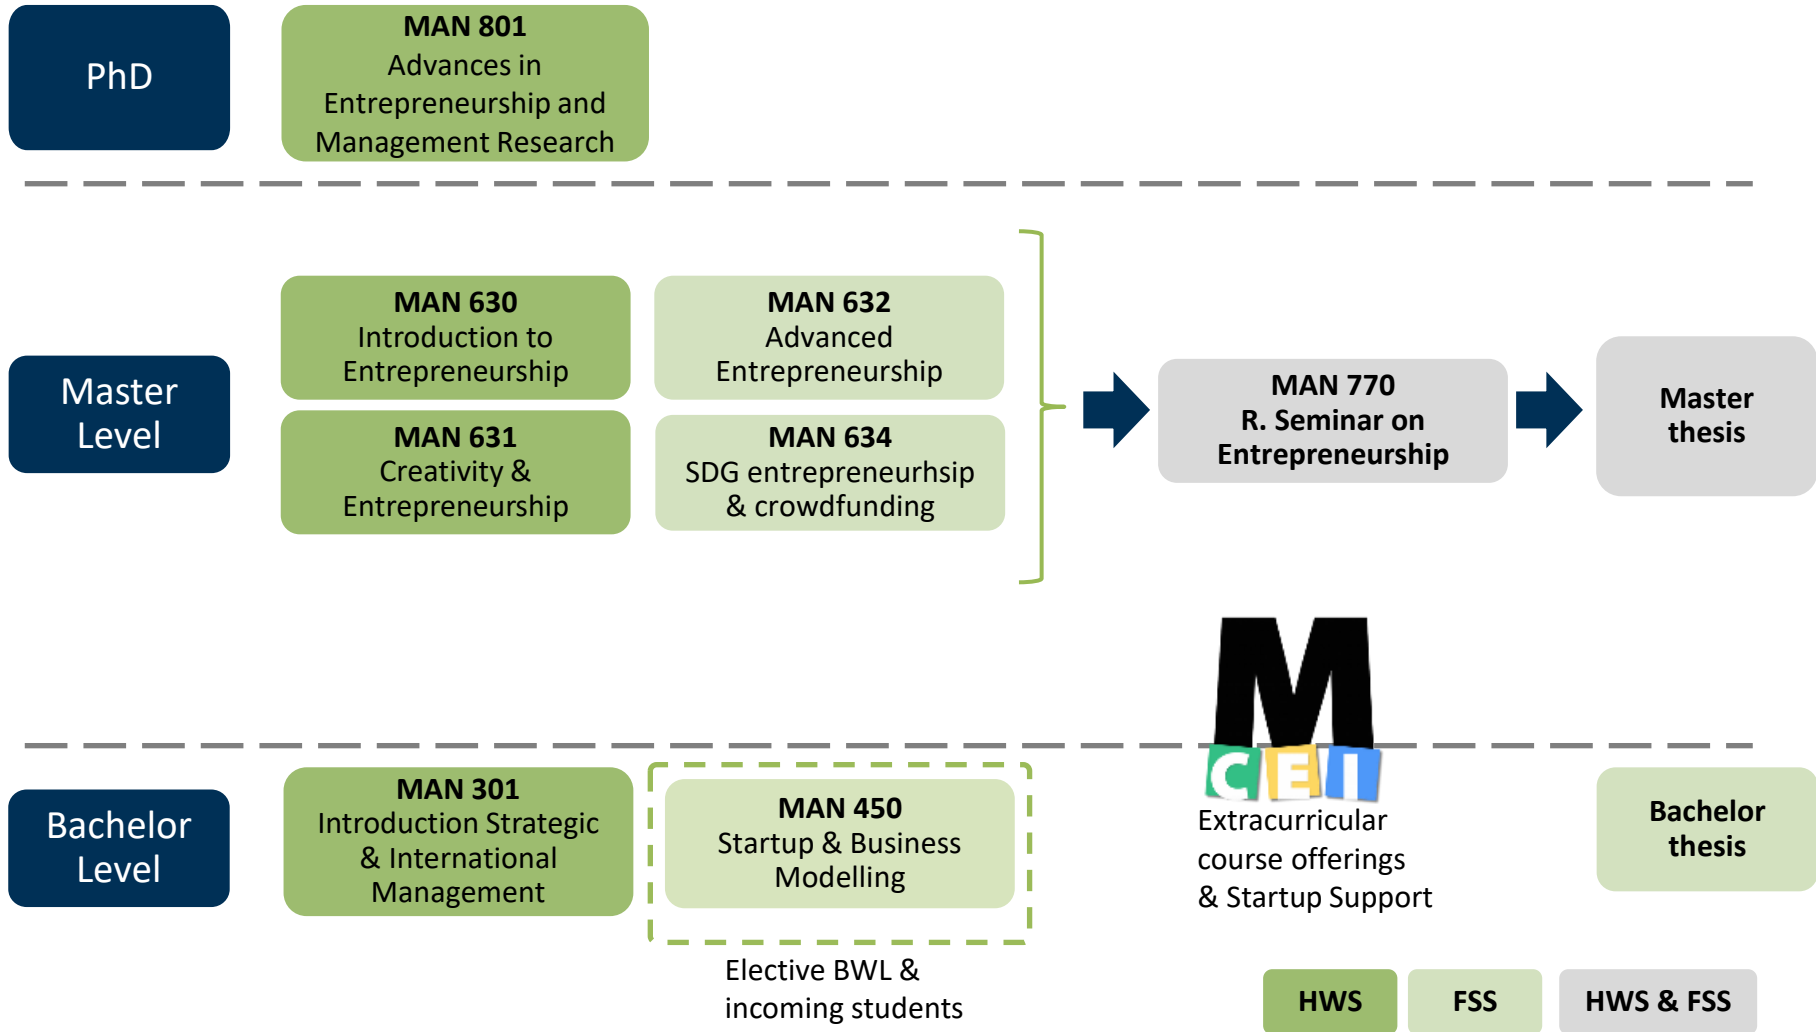 PhD
MAN 801
Advances in
Entrepreneurship and
Management Research
Master
Level
MAN 630
Introduction to
Entrepreneurship
MAN 632
Advanced
Entrepreneurship
MAN 631
Creativity &
Entrepreneurship
MAN 634
SDG entrepreneurhsip
& crowdfunding
MAN 770
R. Seminar on
Entrepreneurship
Master
thesis
Bachelor
Level
MAN 301
Introduction Strategic
& International
Management
MAN 450
Startup & Business
Modelling
Elective BWL &
incoming students
M
CEI
Extracurricular
course offerings
& Startup Support
Bachelor
thesis
HWS
FSS
HWS & FSS